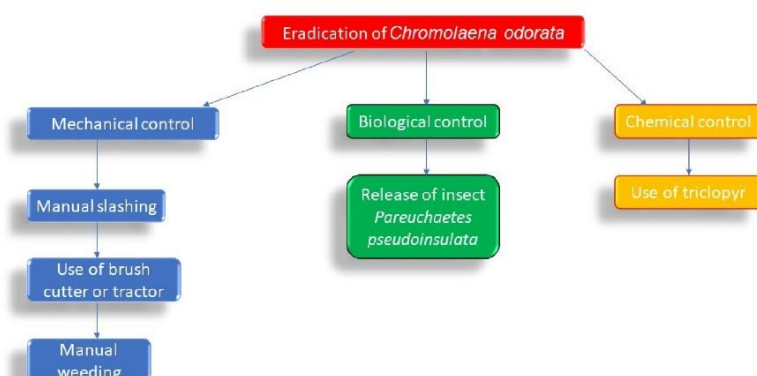 Eradication of Chromolaena odorata
Mechanical control
Biological control
Chemical control
Manual slashing
Release of insect
Pareuchaetes
pseudoinsulata
Use of triclopyr
Use of brush
cutter or tractor
Manual
weeding